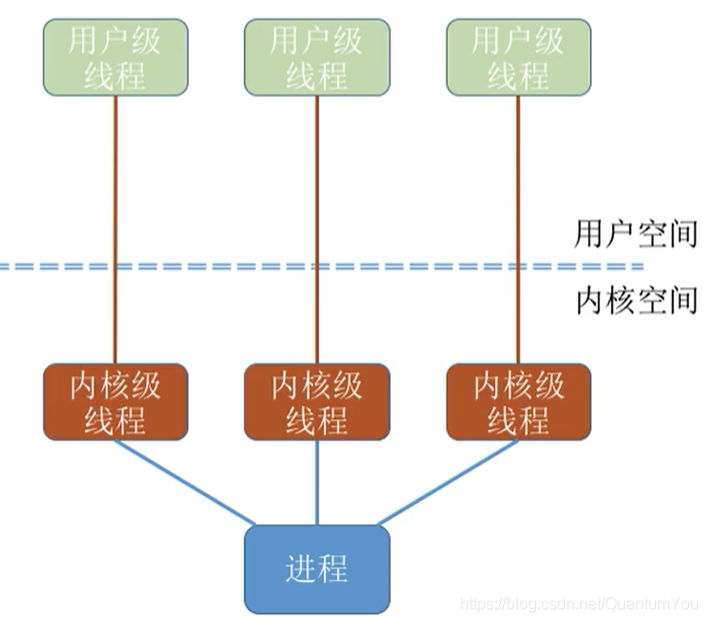 用户级
线程
用户级
线程
用户级
线程
用户空间
内核空间
内核级
线程
内核级
线程
内核级
线程
进程
https://blog.csdn.net/QuantumYou